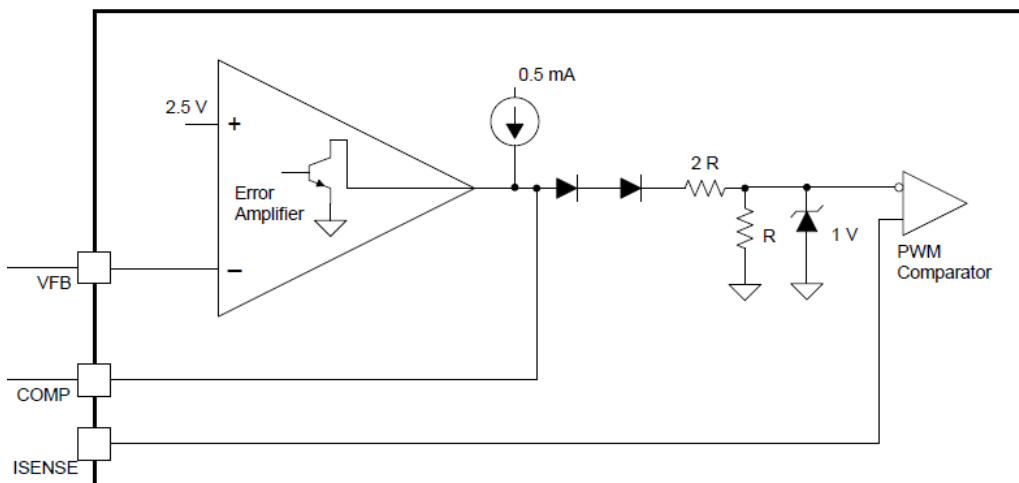 0.5 mA
2.5 V
+
Error
Amplifier
2 R
R
1 V
PWM
Comparator
−
VFB
COMP
ISENSE